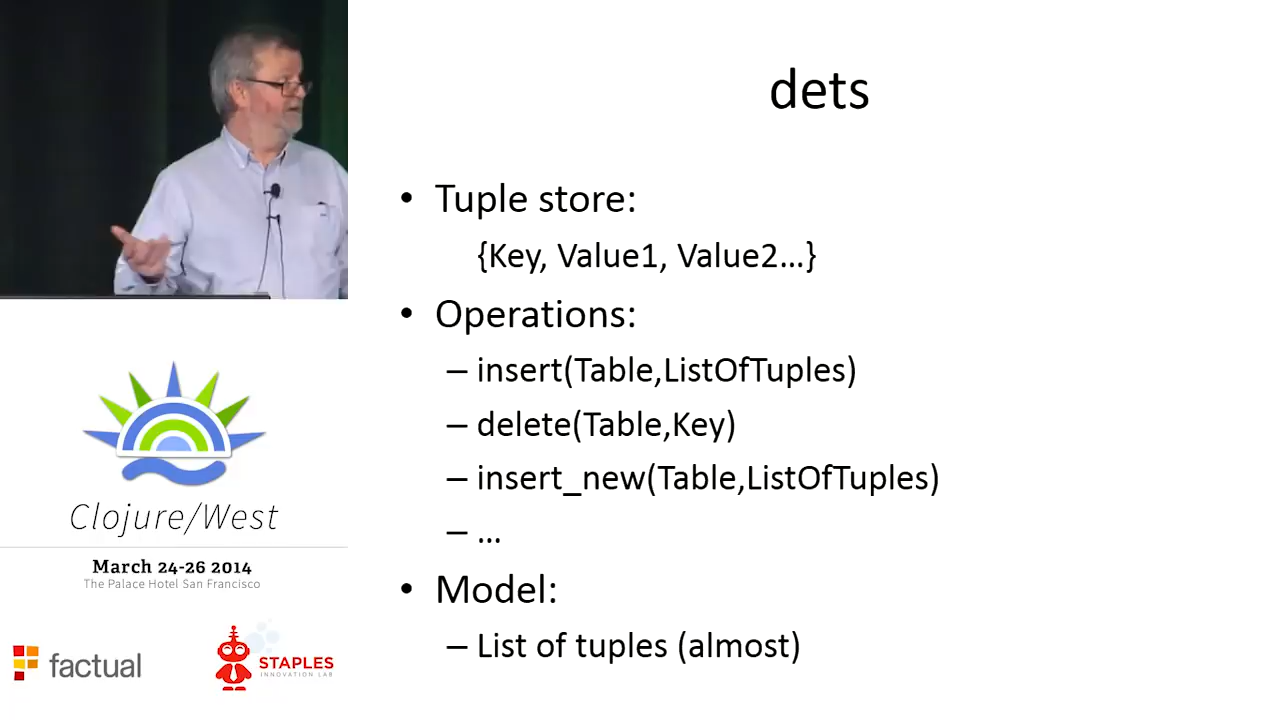 dets
• Tuple store:
{Key, Value1, Value2…}
• Operations:
– insert(Table,ListOfTuples)
– delete(Table,Key)
– insert_new(Table,ListOfTuples)
– …
• Model:
– List of tuples (almost)
Clojure/West
March 24-26 2014
The Palace Hotel San Francisco
factual
STAPLES
INNOVATION LAB